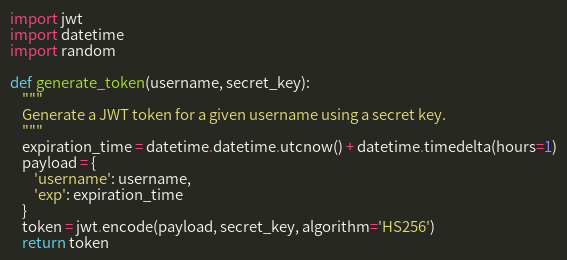 import jwt
import datetime
import random

def generate_token(username, secret_key):
    """
    Generate a JWT token for a given username using a secret key.
    """
    expiration_time = datetime.datetime.utcnow() + datetime.timedelta(hours=1)
    payload = {
        'username': username,
        'exp': expiration_time
    }
    token = jwt.encode(payload, secret_key, algorithm='HS256')
    return token